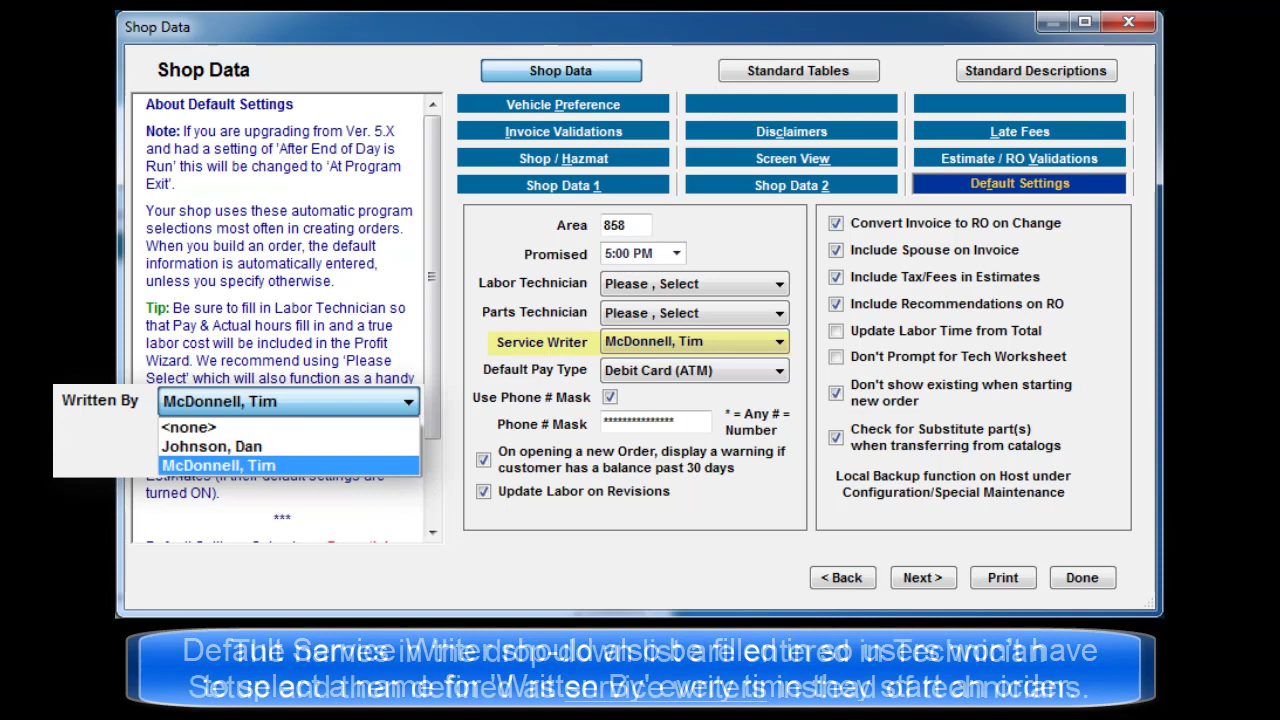 Shop Data
Shop Data
Shop Data
Standard Tables
Standard Descriptions
About Default Settings
Note: If you are upgrading from Ver. 5.X
and had a setting of 'After End of Day is
Run' this will be changed to 'At Program
Exit'.
Your shop uses these automatic program
selections most often in creating orders.
When you build an order, the default
information is automatically entered,
unless you specify otherwise.
Tip: Be sure to fill in Labor Technician so
that Pay & Actual hours fill in and a true
labor cost will be included in the Profit
Wizard. We recommend using 'Please
Select' which will also function as a handy
Written By
McDonnell, Tim
<none>
Johnson, Dan
McDonnell, Tim
Estimates (if their default settings are
turned ON).
***
Vehicle Preference
Invoice Validations
Disclaimers
Late Fees
Shop / Hazmat
Screen View
Estimate / RO Validations
Shop Data 1
Shop Data 2
Default Settings
Area
858
Promised
5:00 PM
Labor Technician
Please , Select
Parts Technician
Please , Select
Service Writer
McDonnell, Tim
Default Pay Type
Debit Card (ATM)
Use Phone # Mask
Phone # Mask
***************
* = Any # =
Number
On opening a new Order, display a warning if
customer has a balance past 30 days
Update Labor on Revisions
Convert Invoice to RO on Change
Include Spouse on Invoice
Include Tax/Fees in Estimates
Include Recommendations on RO
Update Labor Time from Total
Don't Prompt for Tech Worksheet
Don't show existing when starting
new order
Check for Substitute part(s)
when transferring from catalogs
Local Backup function on Host under
Configuration/Special Maintenance
< Back
Next >
Print
Done